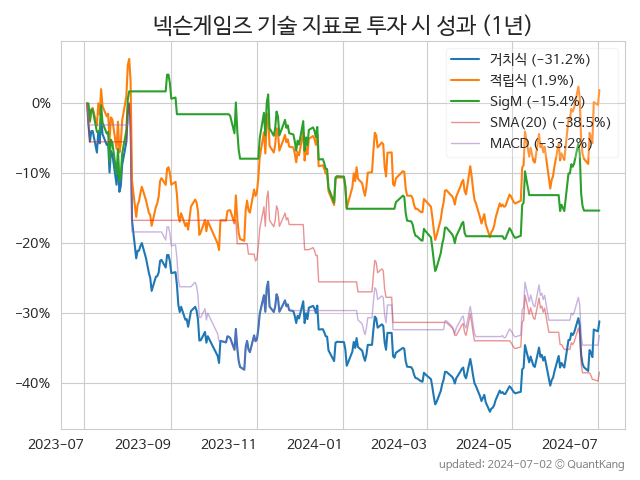 넥슨게임즈 기술 지표로 투자 시 성과 (1년)
거치식 (−31.2%)
적립식 (1.9%)
SigM (−15.4%)
SMA(20) (−38.5%)
MACD (−33.2%)
0%
−10%
−20%
−30%
−40%
2023-07
2023-09
2023-11
2024-01
2024-03
2024-05
2024-07
updated: 2024-07-02 © QuantKang